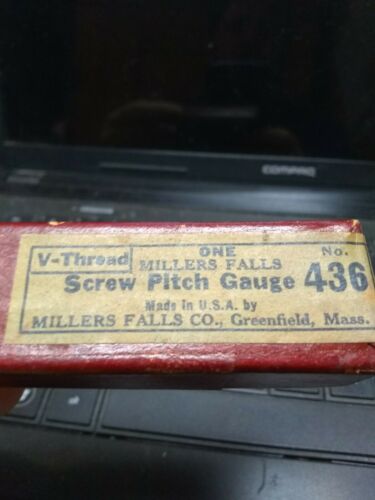 COMPAQ
ONE
No.
V-Thread
MILLERS FALLS
Screw Pitch Gauge 436
Made in U.S.A. by
MILLERS FALLS CO., Greenfield, Mass.